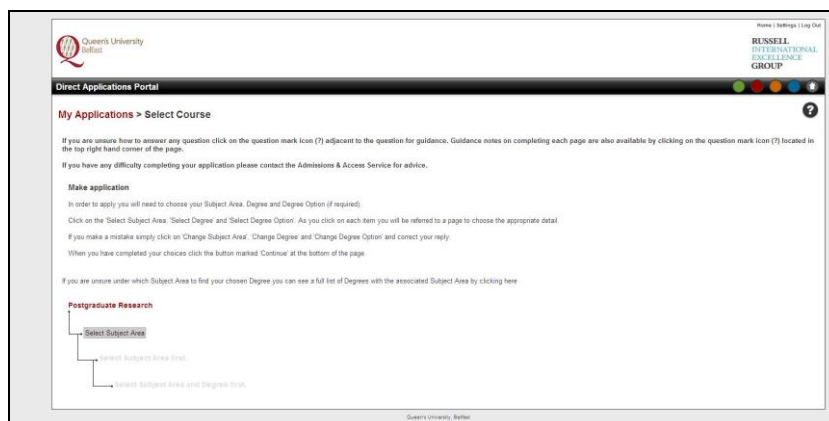 Home | Settings | Log Out
Queen's University
Belfast
RUSSELL
INTERNATIONAL
EXCELLENCE
GROUP
Direct Applications Portal
My Applications > Select Course
?
If you are unsure how to answer any question click on the question mark icon (?) adjacent to the question for guidance. Guidance notes on completing each page are also available by clicking on the question mark icon (?) located in
the top right hand corner of the page.
If you have any difficulty completing your application please contact the Admissions & Access Service for advice.
Make application
In order to apply you will need to choose your Subject Area, Degree and Degree Option (if required).
Click on the 'Select Subject Area, 'Select Degree' and 'Select Degree Option'. As you click on each item you will be referred to a page to choose the appropriate detail
If you make a mistake simply click on 'Change Subject Area', 'Change Degree' and 'Change Degree Option' and correct your reply.
When you have completed your choices click the button marked 'Continue' at the bottom of the page.
If you are unsure under which Subject Area to find your chosen Degree you can see a full list of Degrees with the associated Subject Area by clicking here
Postgraduate Research
Select Subject Area
Select Subject Area first.
Select Subject Area and Degree first.
Queen's University, Belfast